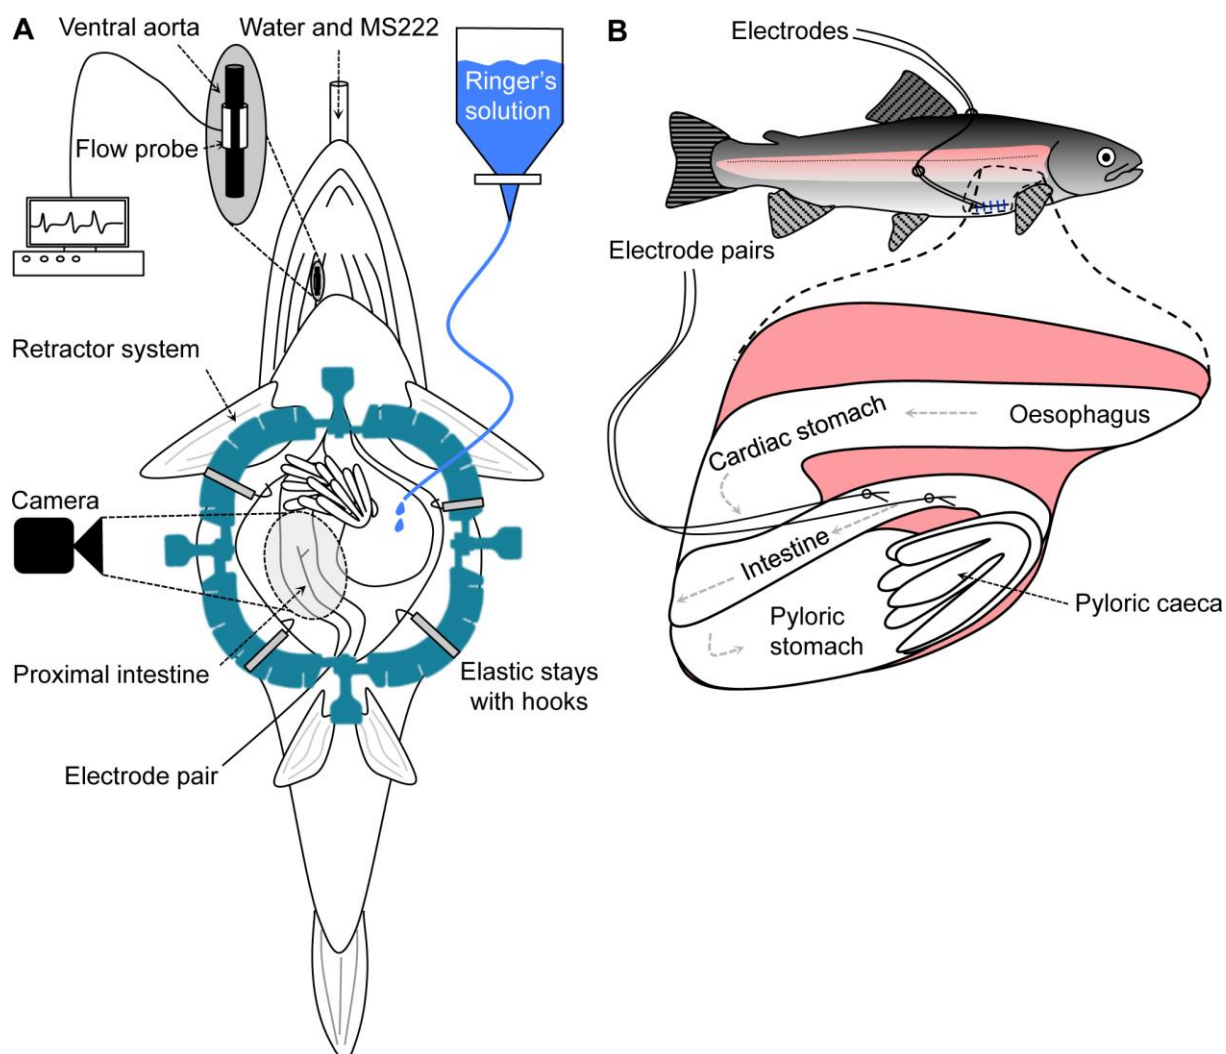 A
Ventral aorta
Water and MS222
Ringer's
solution
Flow probe
Retractor system
Camera
Proximal intestine
Elastic stays
with hooks
Electrode pair
B
Electrodes
Electrode pairs
Oesophagus
Cardiac stomach
Intestine
Pyloric
stomach
Pyloric caeca